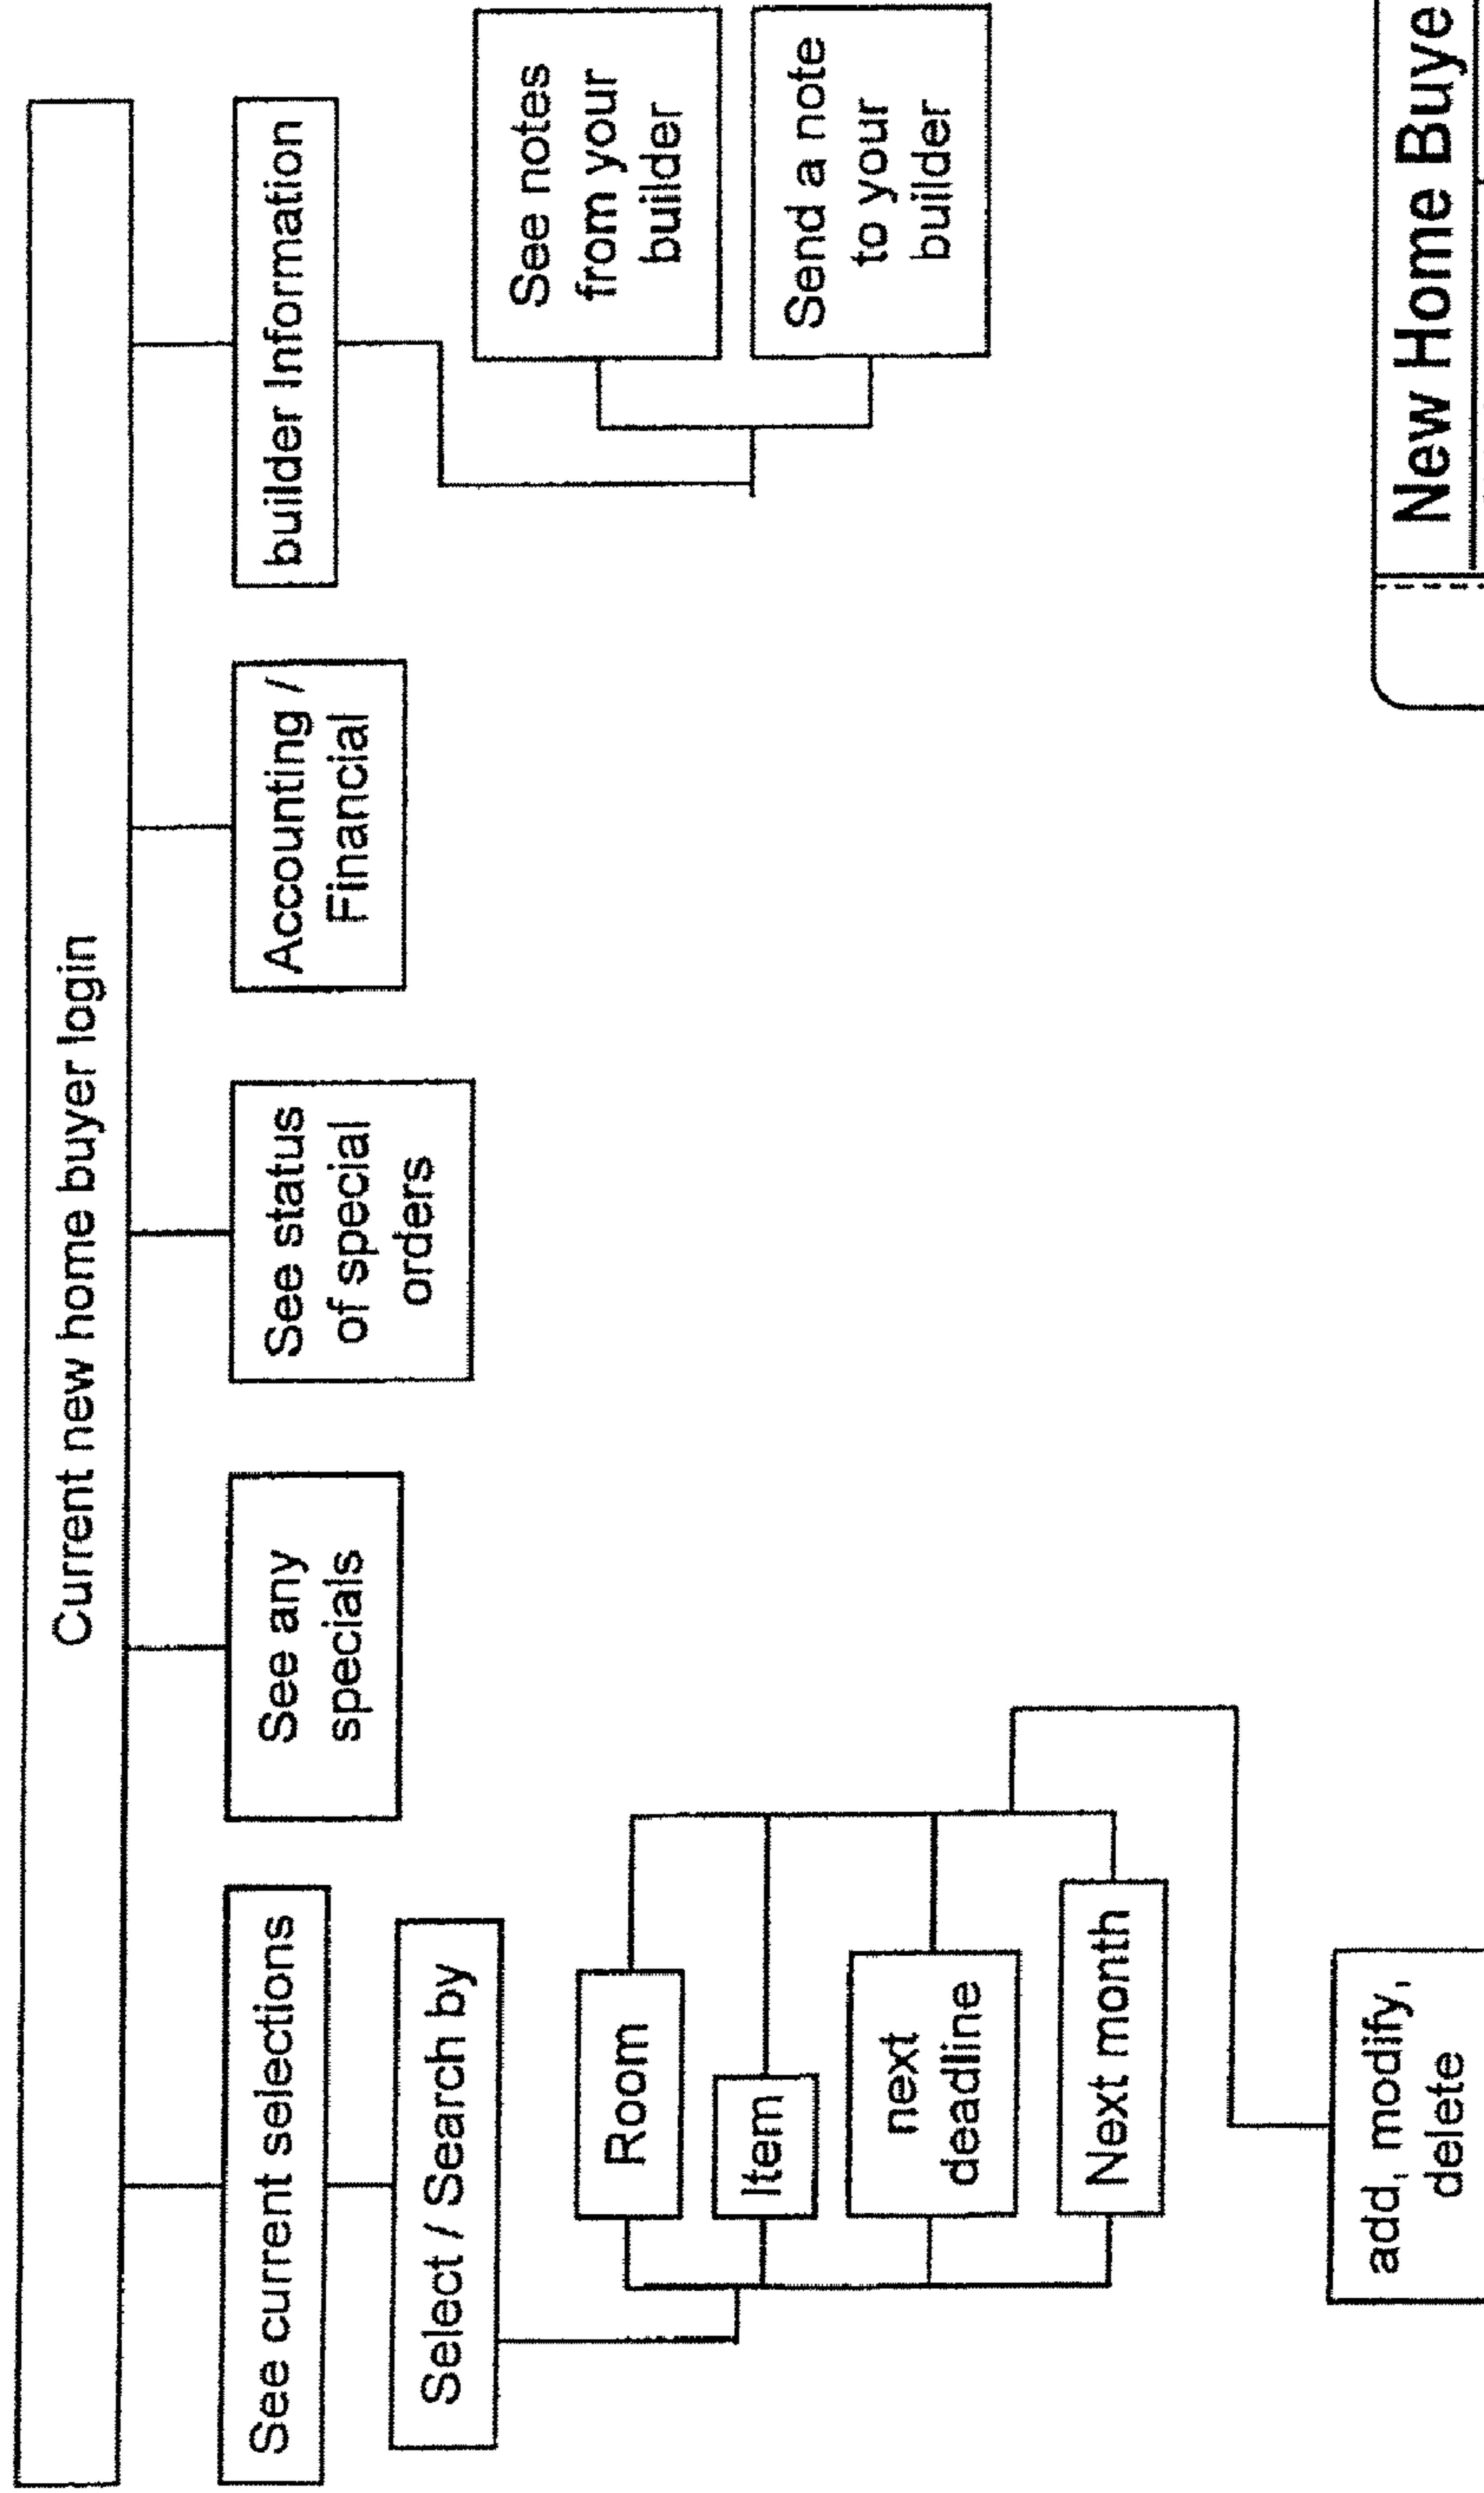 Current new home buyer login
See current selections
Select / Search by
Room
Item
next
deadline
Next month
add, modify,
delete
See any
specials
See status
of special
orders
Accounting /
Financial
builder Information
See notes
from your
builder
Send a note
to your
builder
New Home Buye